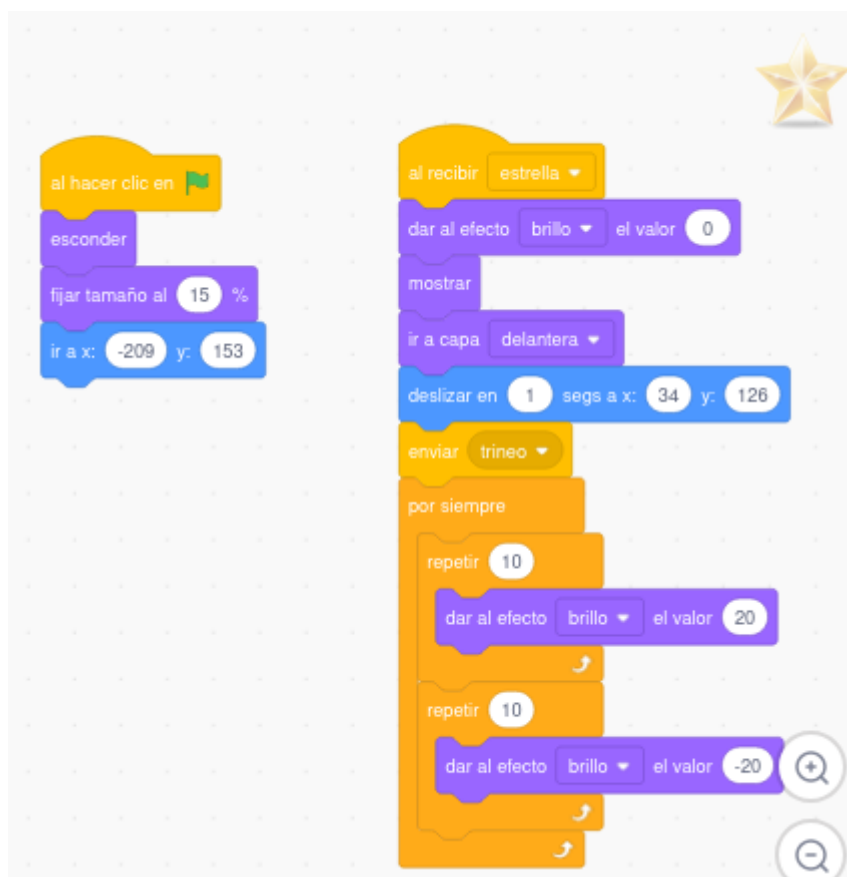 al hacer clic en
esconder
fijar tamaño al 15 %
ir a x: -209 y: 153
al recibir estrella
dar al efecto brillo el valor 0
mostrar
ir a capa delantera
deslizar en 1 segs a x: 34 y: 126
enviar trineo
por siempre
repetir 10
dar al efecto brillo el valor 20
repetir 10
dar al efecto brillo el valor -20